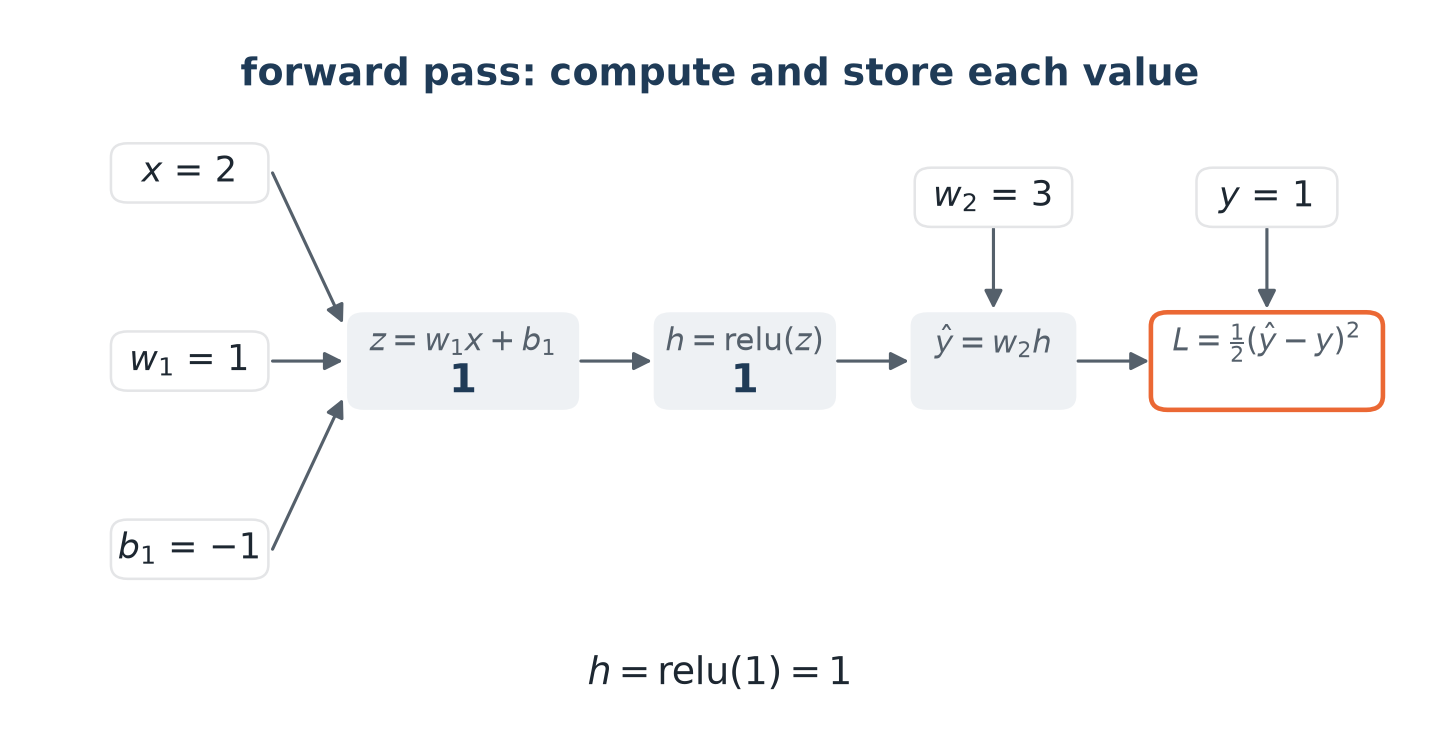 forward pass: compute and store each value
x = 2
w₂ = 3
y = 1
w₁ = 1
z = w₁x + b₁
1
h = relu(z)
1
ŷ = w₂h
L = ½(ŷ − y)²
b₁ = −1
h = relu(1) = 1